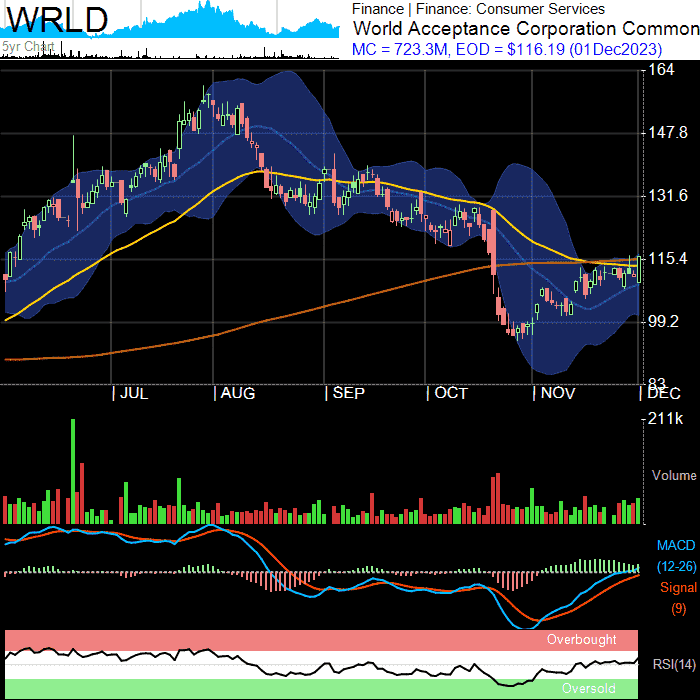 WRLD
5yr Chart
Finance | Finance: Consumer Services
World Acceptance Corporation Common
MC = 723.3M, EOD = $116.19 (01Dec2023)
164
147.8
131.6
115.4
99.2
83
JUL
AUG
SEP
OCT
NOV
DEC
211k
Volume
MACD
(12-26)
Signal
(9)
Overbought
RSI(14)
Oversold